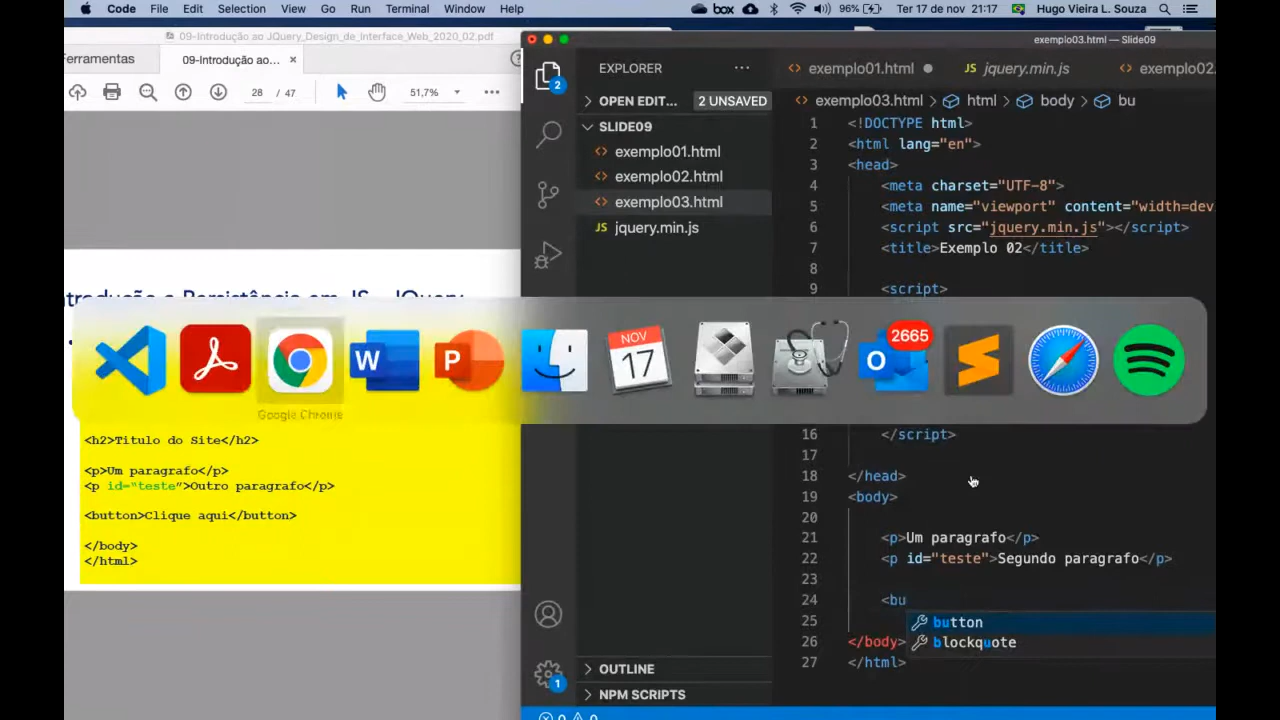 Code File Edit Selection View Go Run Terminal Window Help box 96% Ter 17 de nov 21:17 Hugo Vieira L. Souza
09-Introdução ao JQuery_Design_de_Interface_Web_2020_02.pdf
exemplo03.html — Slide09
Ferramentas 09-Introdução ao... ×
28 / 47 51,7%
EXPLORER
OPEN EDIT... 2 UNSAVED
SLIDE09
exemplo01.html
exemplo02.html
exemplo03.html
JS jquery.min.js
2
exemplo01.html JS jquery.min.js exemplo02.
exemplo03.html > html > body > bu
1 <!DOCTYPE html>
2 <html lang="en">
3 <head>
4 <meta charset="UTF-8">
5 <meta name="viewport" content="width=dev
6 <script src="jquery.min.js"></script>
7 <title>Exemplo 02</title>
8
9 <script>
W P NOV 17 O 2665
Google Chrome
16 </script>
17
18 </head>
19 <body>
20
21 <p>Um paragrafo</p>
22 <p id="teste">Segundo paragrafo</p>
23
24 <bu
button
25
blockquote
26 </body>
27 </html>
<h2>Titulo do Site</h2>
<p>Um paragrafo</p>
<p id="teste">Outro paragrafo</p>
<button>Clique aqui</button>
</body>
</html>
OUTLINE
1
NPM SCRIPTS